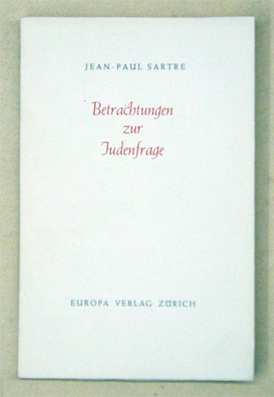 JEAN-PAUL SARTRE
Betrachtungen
zur
Judenfrage
EUROPA VERLAG ZÜRICH